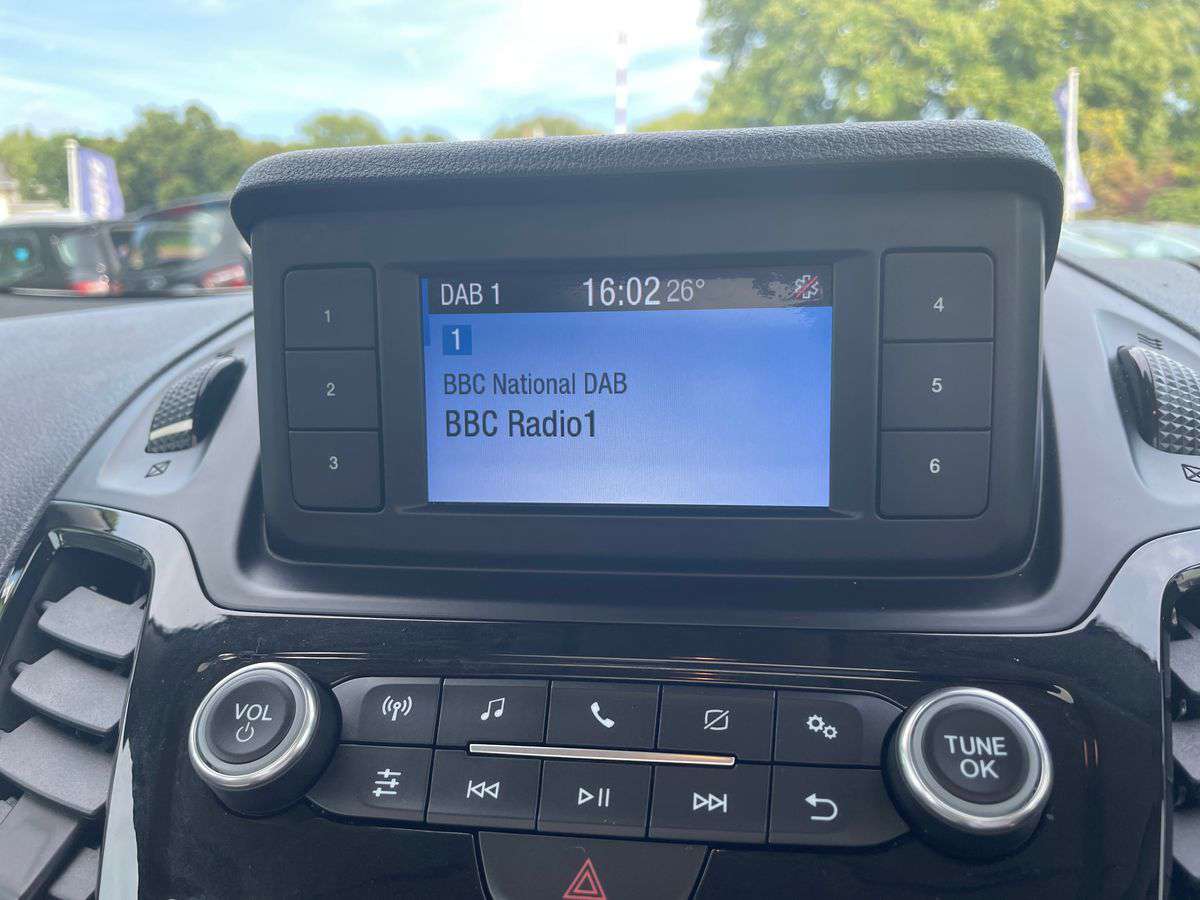 DAB 1 16:02 26°
1
BBC National DAB
BBC Radio1
1
2
3
4
5
6
VOL
TUNE
OK